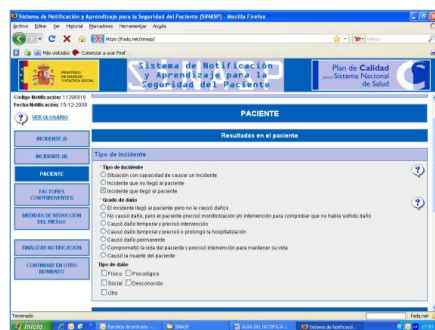 Sistema de Notificación y Aprendizaje para la Seguridad del Paciente (SiNASP) - Mozilla Firefox
Archivo Editar Ver Historial Marcadores Herramientas Ayuda
Más visitados Comenzar a usar Firef...
Sistema de Notificación
y Aprendizaje para la
Seguridad del Paciente
Plan de Calidad
Sistema Nacional
de Salud
Fecha Notificación: 15-12-2009
VER GLOSARIO
INCIDENTE (I)
INCIDENTE (II)
PACIENTE
FACTORES
CONTRIBUYENTES
MEDIDAS DE REDUCCIÓN
DEL RIESGO
FINALIZAR NOTIFICACIÓN
CONTINUAR EN OTRO
MOMENTO
PACIENTE
Resultados en el paciente
Tipo de incidente
Tipo de incidente
Situación con capacidad de causar un incidente
Incidente que no llegó al paciente
Incidente que llegó al paciente
Grado de daño
El incidente llegó al paciente pero no le causó daños
No causó daño, pero el paciente precisó monitorización y/o intervención para comprobar que no había sufrido daño
Causó daño temporal y precisó intervención
Causó daño temporal y precisó o prolongó la hospitalización
Causó daño permanente
Comprometió la vida del paciente y precisó intervención para mantener su vida
Causó la muerte del paciente
Tipo de daño
Físico Psicológico
Social Desconocido
Otro
Terminado
Inicio